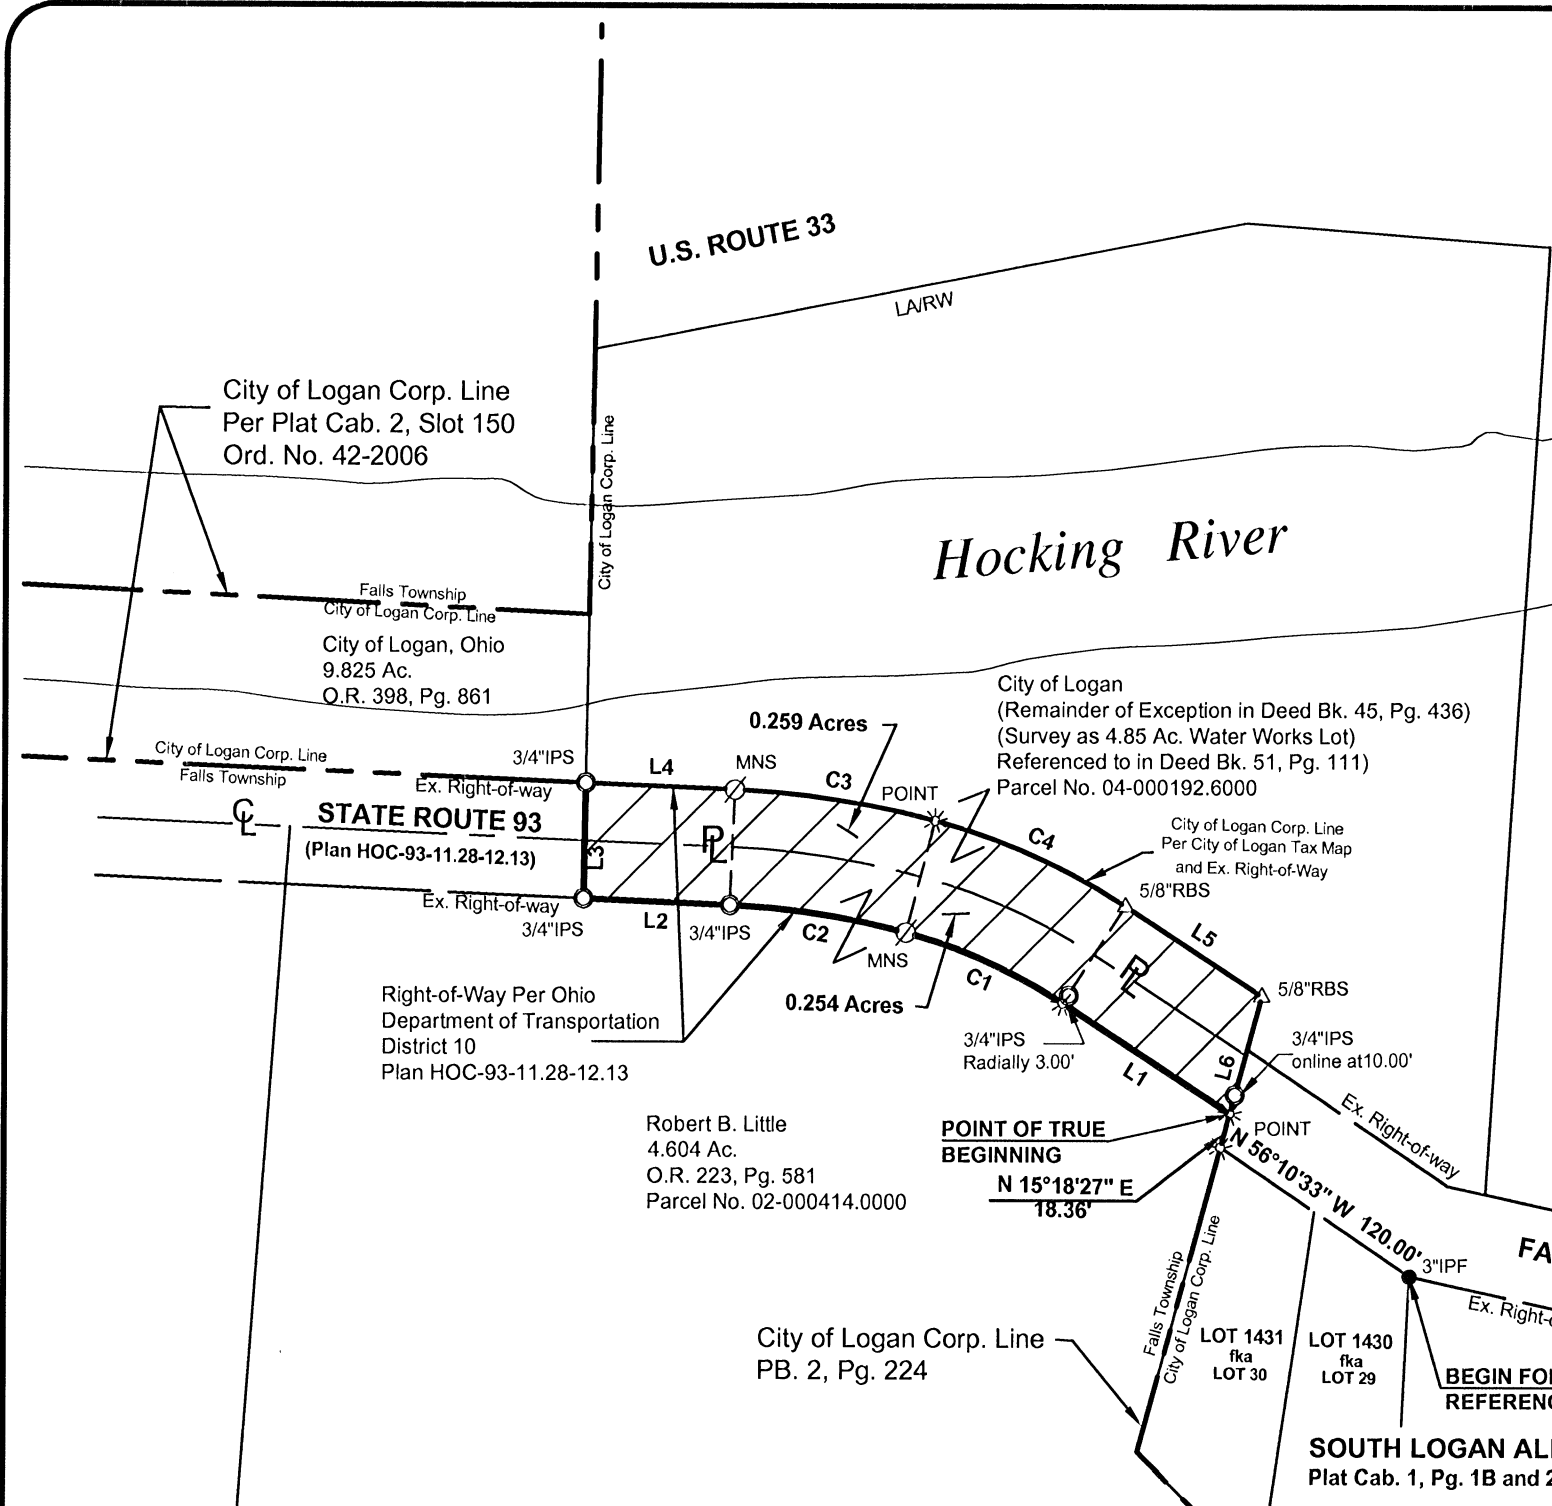 U.S. ROUTE 33
LA/RW
City of Logan Corp. Line
Per Plat Cab. 2, Slot 150
Ord. No. 42-2006
City of Logan Corp. Line
Hocking River
Falls Township
City of Logan Corp. Line
City of Logan, Ohio
9.825 Ac.
O.R. 398, Pg. 861
City of Logan
(Remainder of Exception in Deed Bk. 45, Pg. 436)
(Survey as 4.85 Ac. Water Works Lot)
Referenced to in Deed Bk. 51, Pg. 111)
Parcel No. 04-000192.6000
0.259 Acres
City of Logan Corp. Line
Falls Township
3/4"IPS
L4
MNS
C3
POINT
Ex. Right-of-way
CL
STATE ROUTE 93
(Plan HOC-93-11.28-12.13)
L3
PL
C4
City of Logan Corp. Line
Per City of Logan Tax Map
and Ex. Right-of-Way
5/8"RBS
Ex. Right-of-way
3/4"IPS
L2
3/4"IPS
C2
MNS
C1
L5
PL
5/8"RBS
0.254 Acres
Right-of-Way Per Ohio
Department of Transportation
District 10
Plan HOC-93-11.28-12.13
3/4"IPS
Radially 3.00'
L1
L6
3/4"IPS
online at10.00'
Ex. Right-of-way
Robert B. Little
4.604 Ac.
O.R. 223, Pg. 581
Parcel No. 02-000414.0000
POINT OF TRUE
BEGINNING
POINT
N 15°18'27" E
18.36'
N 56°10'33" W 120.00'
3"IPF
FA
Ex. Right-o
Falls Township
City of Logan Corp. Line
City of Logan Corp. Line
PB. 2, Pg. 224
LOT 1431
fka
LOT 30
LOT 1430
fka
LOT 29
BEGIN FO
REFERENC
SOUTH LOGAN AL
Plat Cab. 1, Pg. 1B and 2